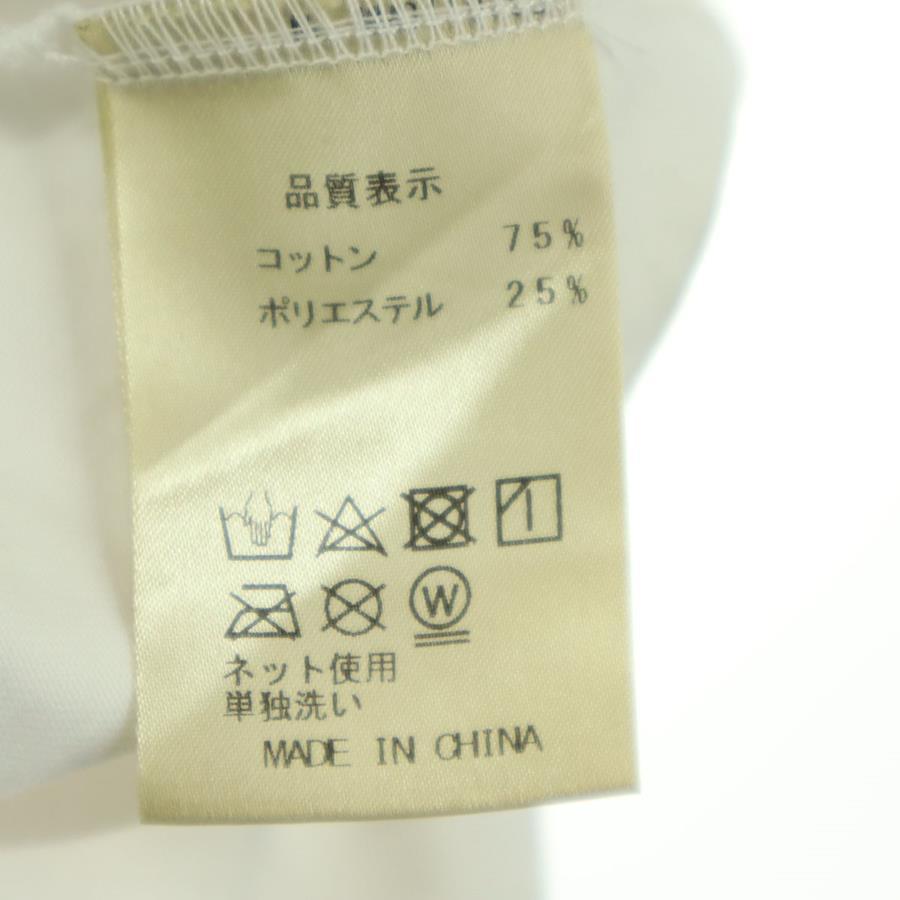 品質表示
コットン 75%
ポリエステル 25%
W
ネット使用
単独洗い
MADE IN CHINA